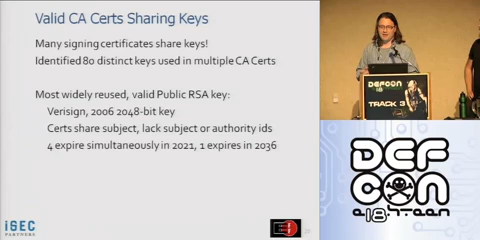 Valid CA Certs Sharing Keys
Many signing certificates share keys!
Identified 80 distinct keys used in multiple CA Certs
Most widely reused, valid Public RSA key:
Verisign, 2006 2048-bit key
Certs share subject, lack subject or authority ids
4 expire simultaneously in 2021, 1 expires in 2036
iSEC
PARTNERS
DEFCON
18
TRACK 3
DEF
CON